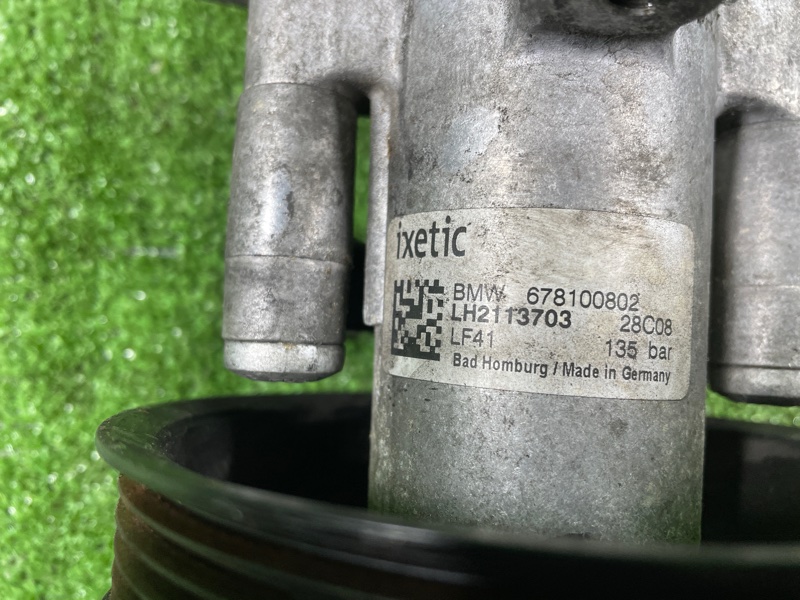 ixetic
BMW 678100802
LH2113703 28C08
LF41 135 bar
Bad Homburg / Made in Germany